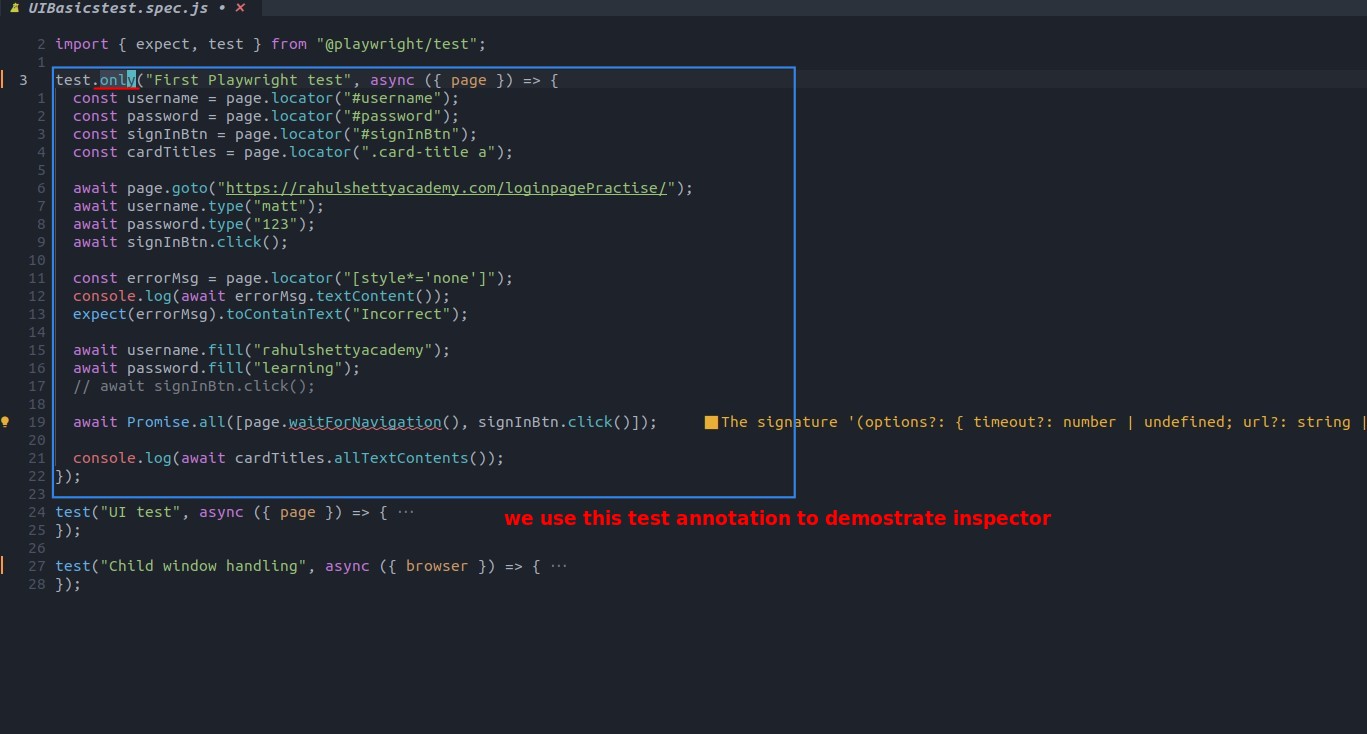 UIBasicstest.spec.js • ×
2 import { expect, test } from "@playwright/test";
1
3 test.only("First Playwright test", async ({ page }) => {
1 const username = page.locator("#username");
2 const password = page.locator("#password");
3 const signInBtn = page.locator("#signInBtn");
4 const cardTitles = page.locator(".card-title a");
5
6 await page.goto("https://rahulshettyacademy.com/loginpagePractise/");
7 await username.type("matt");
8 await password.type("123");
9 await signInBtn.click();
10
11 const errorMsg = page.locator("[style*='none']");
12 console.log(await errorMsg.textContent());
13 expect(errorMsg).toContainText("Incorrect");
14
15 await username.fill("rahulshettyacademy");
16 await password.fill("learning");
17 // await signInBtn.click();
18
19 await Promise.all([page.waitForNavigation(), signInBtn.click()]); The signature '(options?: { timeout?: number | undefined; url?: string |
20
21 console.log(await cardTitles.allTextContents());
22 });
23
24 test("UI test", async ({ page }) => { ···
we use this test annotation to demostrate inspector
25 });
26
27 test("Child window handling", async ({ browser }) => { ···
28 });